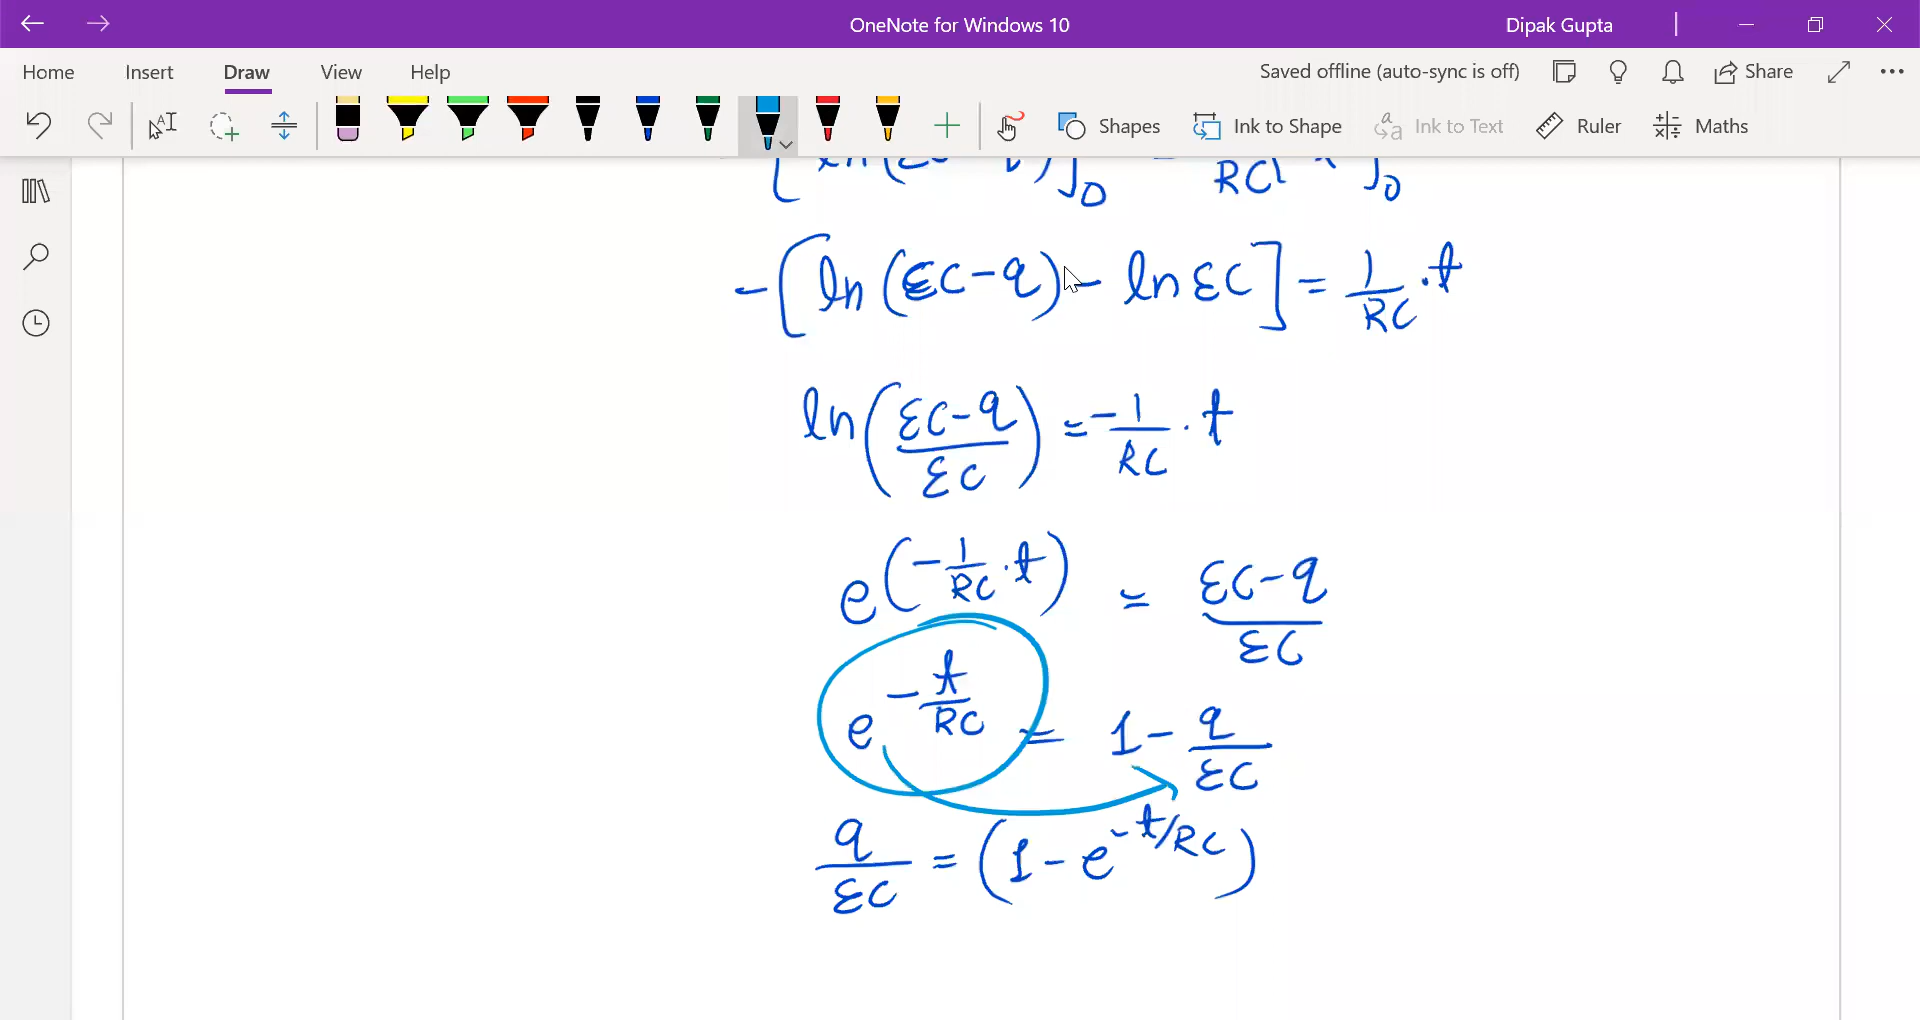 OneNote for Windows 10
Dipak Gupta
Home Insert Draw View Help
Saved offline (auto-sync is off) Share
Shapes Ink to Shape Ink to Text Ruler Maths
RC
-[ln(εC-q) - ln εC] = 1/RC · t
ln((εC-q)/εC) = -1/RC · t
e^(-1/RC · t) = (εC-q)/εC
e^-t/RC = 1 - q/εC
q/εC = (1 - e^-t/RC)